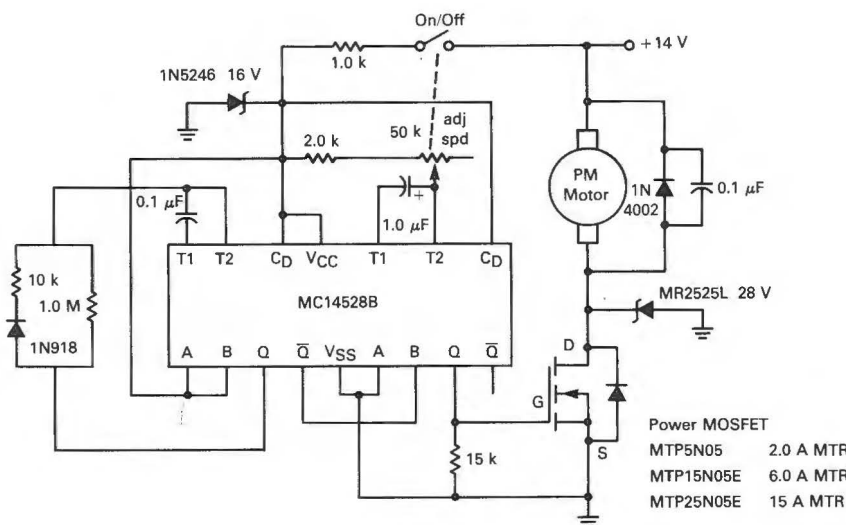 On/Off
+14 V
1.0 k
1N5246 16 V
adj
spd
50 k
2.0 k
PM
Motor
1N
4002
0.1 μF
0.1 μF
1.0 μF
+
T1 T2 CD VCC T1 T2 CD
10 k
1.0 M
MC14528B
MR2525L 28 V
1N918
A B Q Q̅ VSS A B Q Q̅
D
G
S
15 k
Power MOSFET
MTP5N05 2.0 A MTR
MTP15N05E 6.0 A MTR
MTP25N05E 15 A MTR